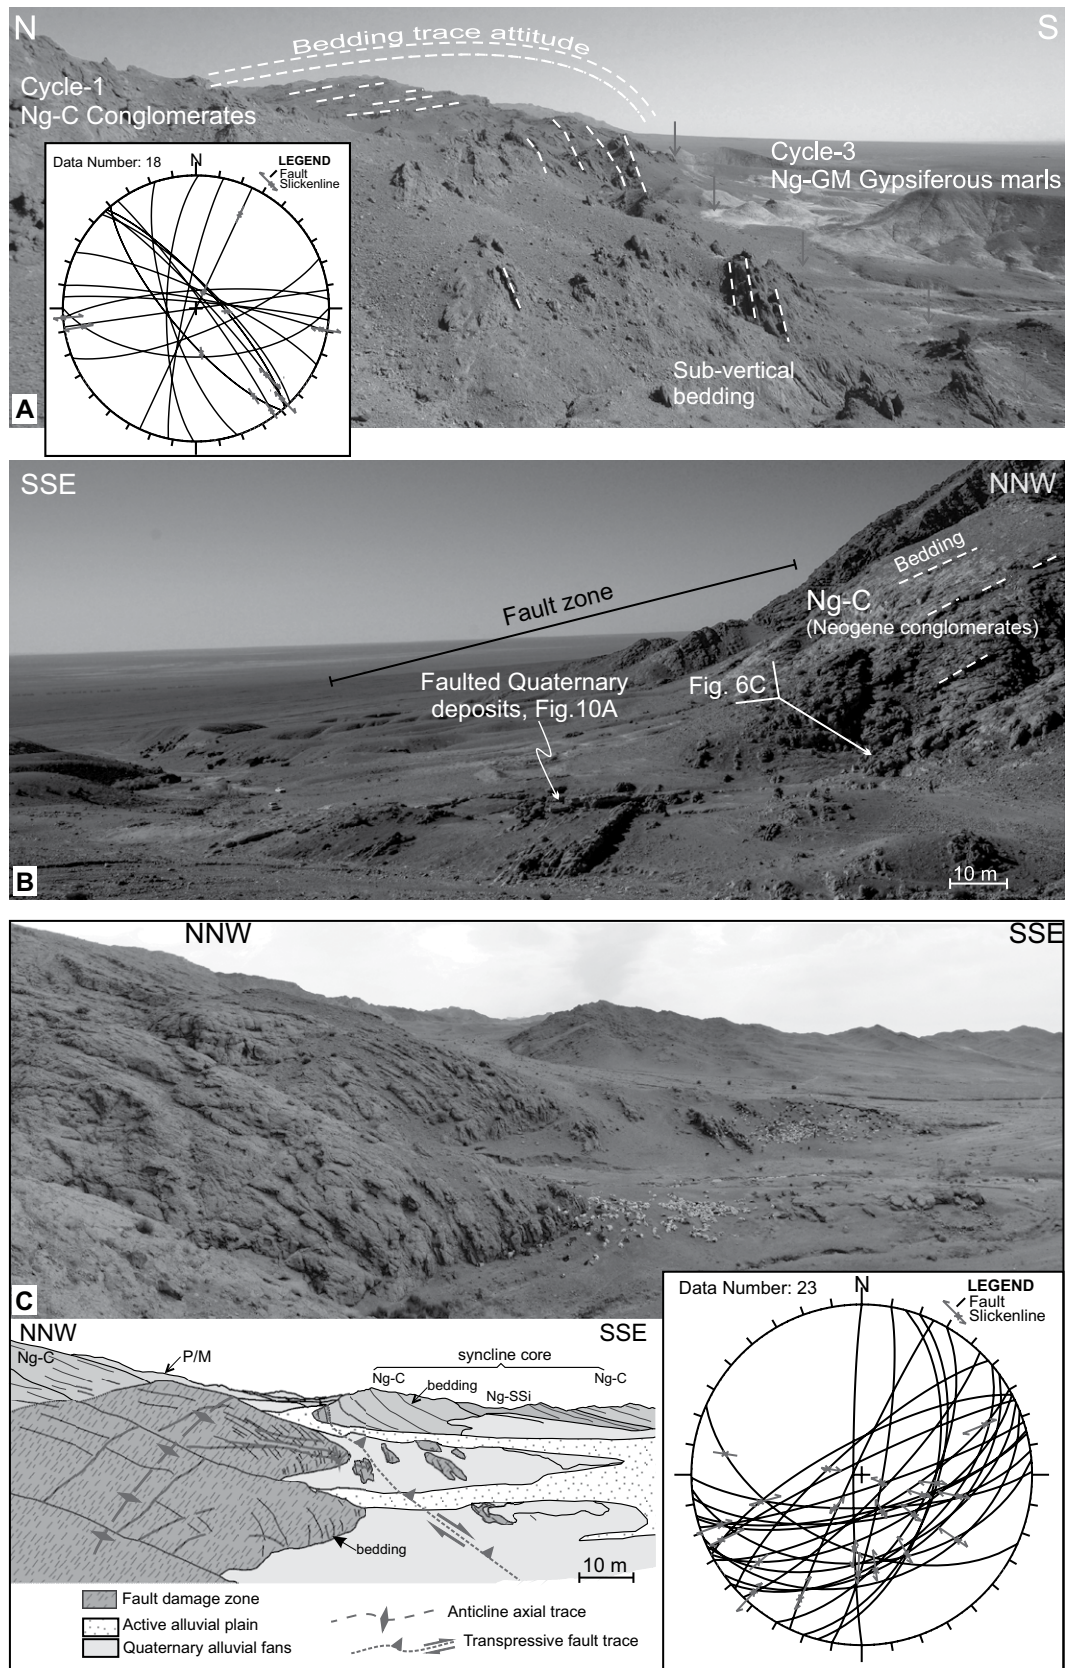 N
S
Bedding trace attitude
Cycle-1
Ng-C Conglomerates
Cycle-3
Ng-GM Gypsiferous marls
Data Number: 18
N
LEGEND
Fault
Slickenline
Sub-vertical
bedding
A
SSE
NNW
Bedding
Fault zone
Ng-C
(Neogene conglomerates)
Faulted Quaternary
deposits, Fig.10A
Fig. 6C
10 m
B
NNW
SSE
C
NNW
SSE
Ng-C
P/M
syncline core
Ng-C
bedding
Ng-SSi
Ng-C
bedding
10 m
Fault damage zone
Active alluvial plain
Quaternary alluvial fans
Anticline axial trace
Transpressive fault trace
Data Number: 23
N
LEGEND
Fault
Slickenline